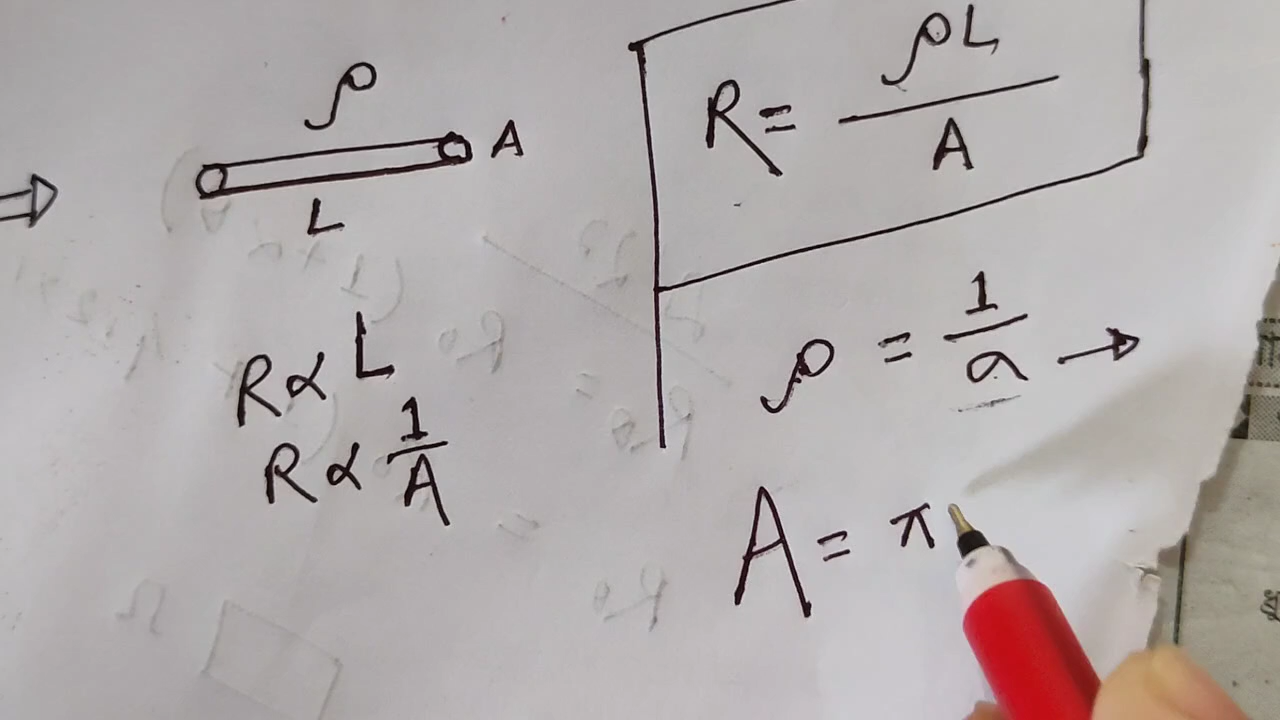 ρ
A
L
R ∝ L
R ∝ 1/A
R = ρL/A
ρ = 1/σ →
A = π